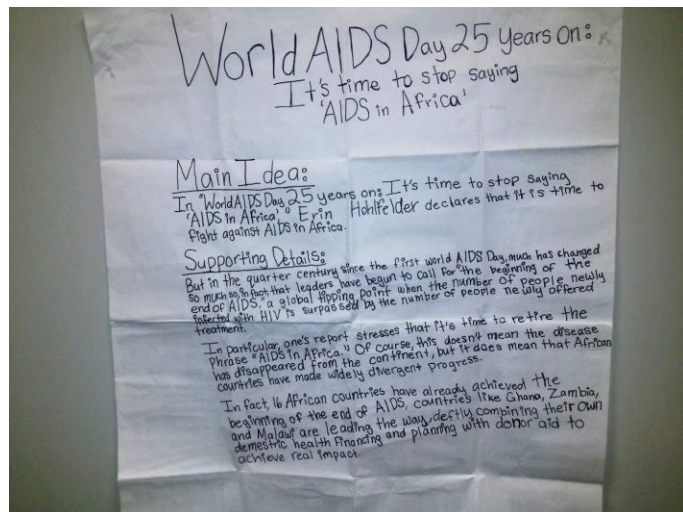 World AIDS Day 25 years on:
It's time to stop saying
'AIDS in Africa'
Main Idea:
In "World AIDS Day 25 years on: It's time to stop saying
'AIDS in Africa'" Erin Hohlfelder declares that it is time to
fight against AIDS in Africa.
Supporting Details:
But in the quarter century since the first world AIDS Day, much has changed
so much so, in fact that leaders have begun to call for "the beginning of the
end of AIDS, a global tipping point when the number of people newly
infected with HIV is surpassed by the number of people newly offered
treatment.
In particular, one's report stresses that it's time to retire the
phrase "AIDS in Africa." Of course, this doesn't mean the disease
has disappeared from the continent, but it does mean that African
countries have made widely divergent progress.
In fact, 16 African countries have already achieved the
beginning of the end of AIDS, countries like Ghana, Zambia,
and Malawi are leading the way, deftly combining their own
demestric health financing and planning with donor aid to
achieve real impact.